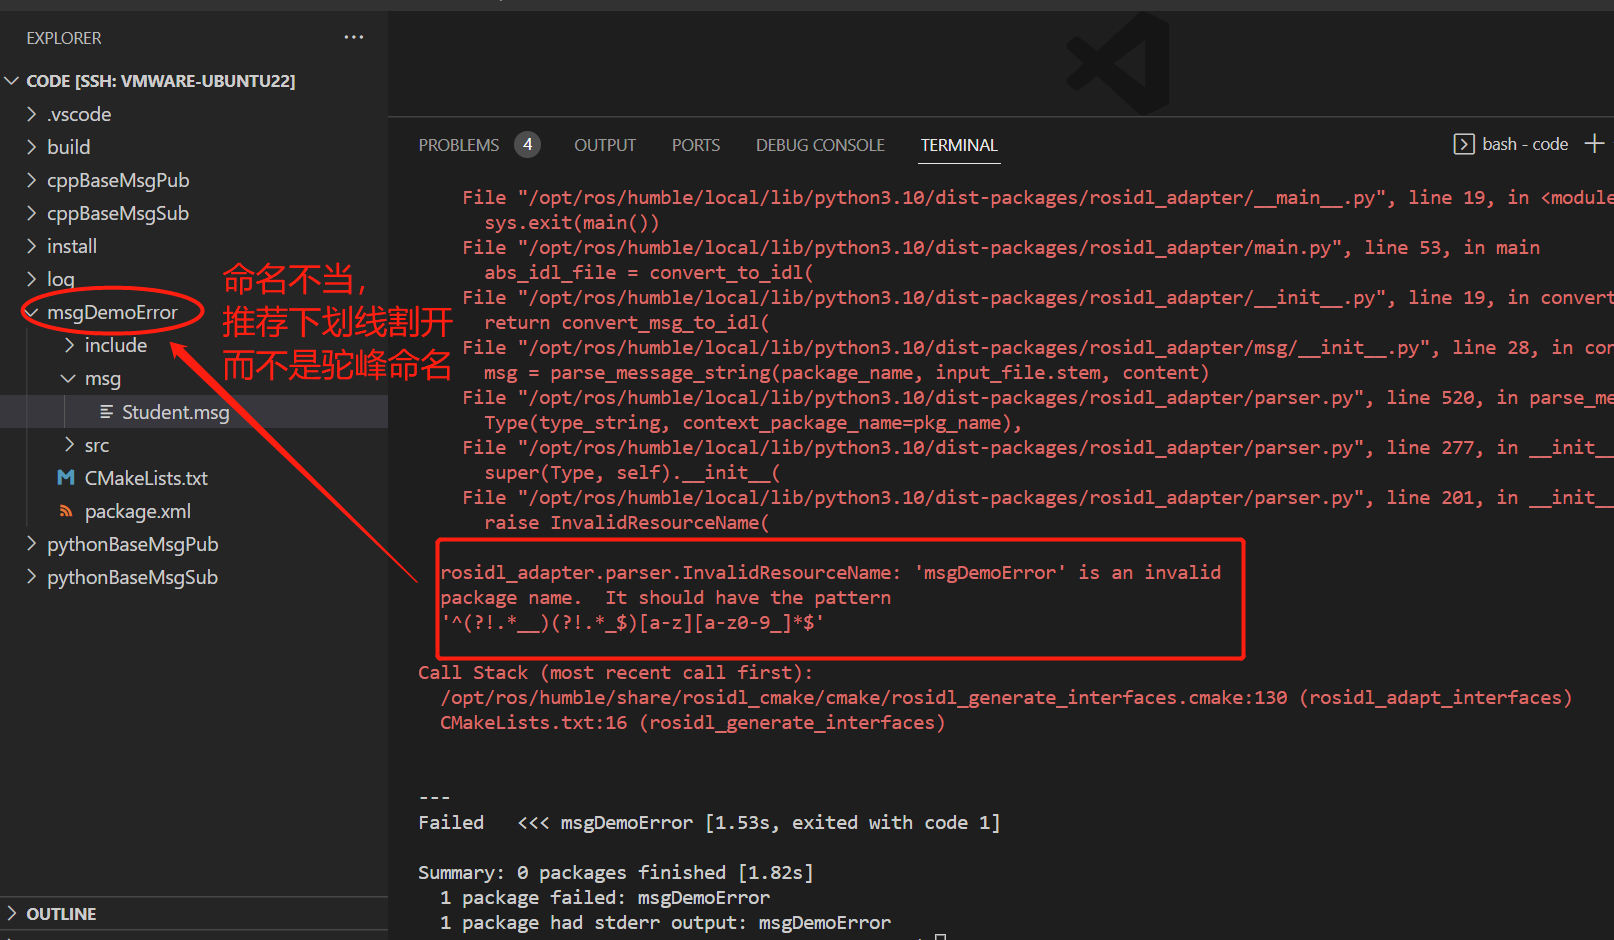 EXPLORER
CODE [SSH: VMWARE-UBUNTU22]
.vscode
build
cppBaseMsgPub
cppBaseMsgSub
install
log
msgDemoError
include
msg
Student.msg
src
CMakeLists.txt
package.xml
pythonBaseMsgPub
pythonBaseMsgSub
OUTLINE
命名不当，
推荐下划线割开
而不是驼峰命名
PROBLEMS 4 OUTPUT PORTS DEBUG CONSOLE TERMINAL
bash - code
File "/opt/ros/humble/local/lib/python3.10/dist-packages/rosidl_adapter/__main__.py", line 19, in <module
sys.exit(main())
File "/opt/ros/humble/local/lib/python3.10/dist-packages/rosidl_adapter/main.py", line 53, in main
abs_idl_file = convert_to_idl(
File "/opt/ros/humble/local/lib/python3.10/dist-packages/rosidl_adapter/__init__.py", line 19, in convert
return convert_msg_to_idl(
File "/opt/ros/humble/local/lib/python3.10/dist-packages/rosidl_adapter/msg/__init__.py", line 28, in con
msg = parse_message_string(package_name, input_file.stem, content)
File "/opt/ros/humble/local/lib/python3.10/dist-packages/rosidl_adapter/parser.py", line 520, in parse_me
Type(type_string, context_package_name=pkg_name),
File "/opt/ros/humble/local/lib/python3.10/dist-packages/rosidl_adapter/parser.py", line 277, in __init__
super(Type, self).__init__(
File "/opt/ros/humble/local/lib/python3.10/dist-packages/rosidl_adapter/parser.py", line 201, in __init__
raise InvalidResourceName(
rosidl_adapter.parser.InvalidResourceName: 'msgDemoError' is an invalid
package name.  It should have the pattern
'^(?!.*__)(?!.*_$)[a-z][a-z0-9_]*$'
Call Stack (most recent call first):
/opt/ros/humble/share/rosidl_cmake/cmake/rosidl_generate_interfaces.cmake:130 (rosidl_adapt_interfaces)
CMakeLists.txt:16 (rosidl_generate_interfaces)
---
Failed   <<< msgDemoError [1.53s, exited with code 1]
Summary: 0 packages finished [1.82s]
1 package failed: msgDemoError
1 package had stderr output: msgDemoError